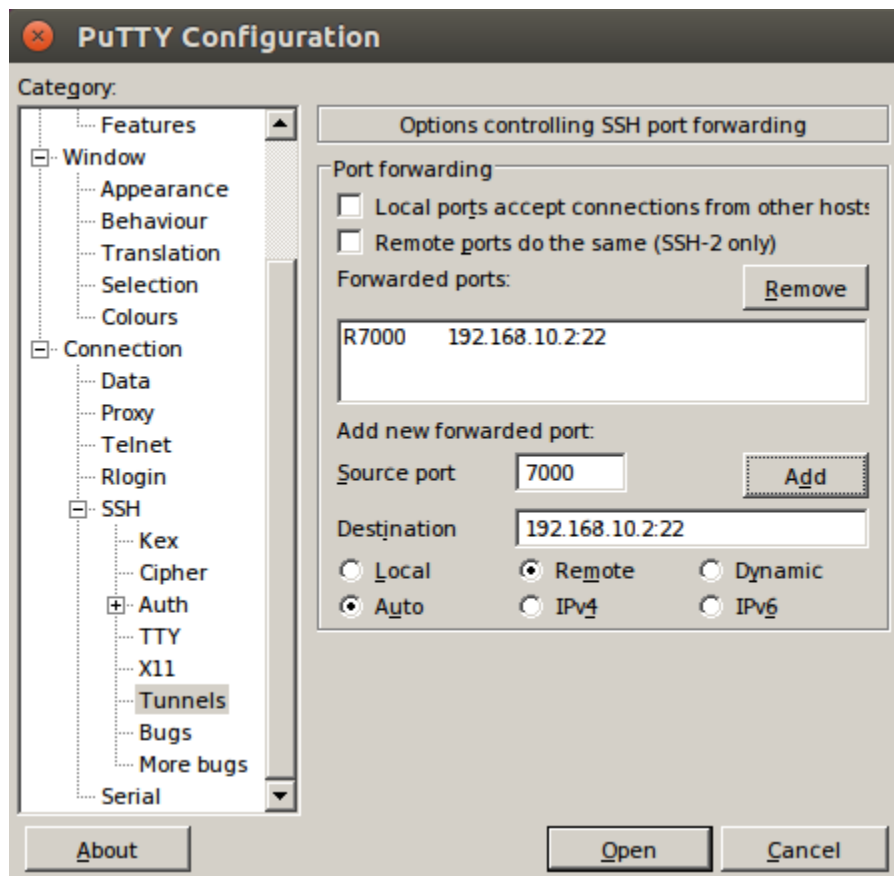 PuTTY Configuration
Category:
Features
Window
Appearance
Behaviour
Translation
Selection
Colours
Connection
Data
Proxy
Telnet
Rlogin
SSH
Kex
Cipher
Auth
TTY
X11
Tunnels
Bugs
More bugs
Serial
Options controlling SSH port forwarding
Port forwarding
Local ports accept connections from other hosts
Remote ports do the same (SSH-2 only)
Forwarded ports:
Remove
R7000 192.168.10.2:22
Add new forwarded port:
Source port 7000 Add
Destination 192.168.10.2:22
Local Remote Dynamic
Auto IPv4 IPv6
About Open Cancel